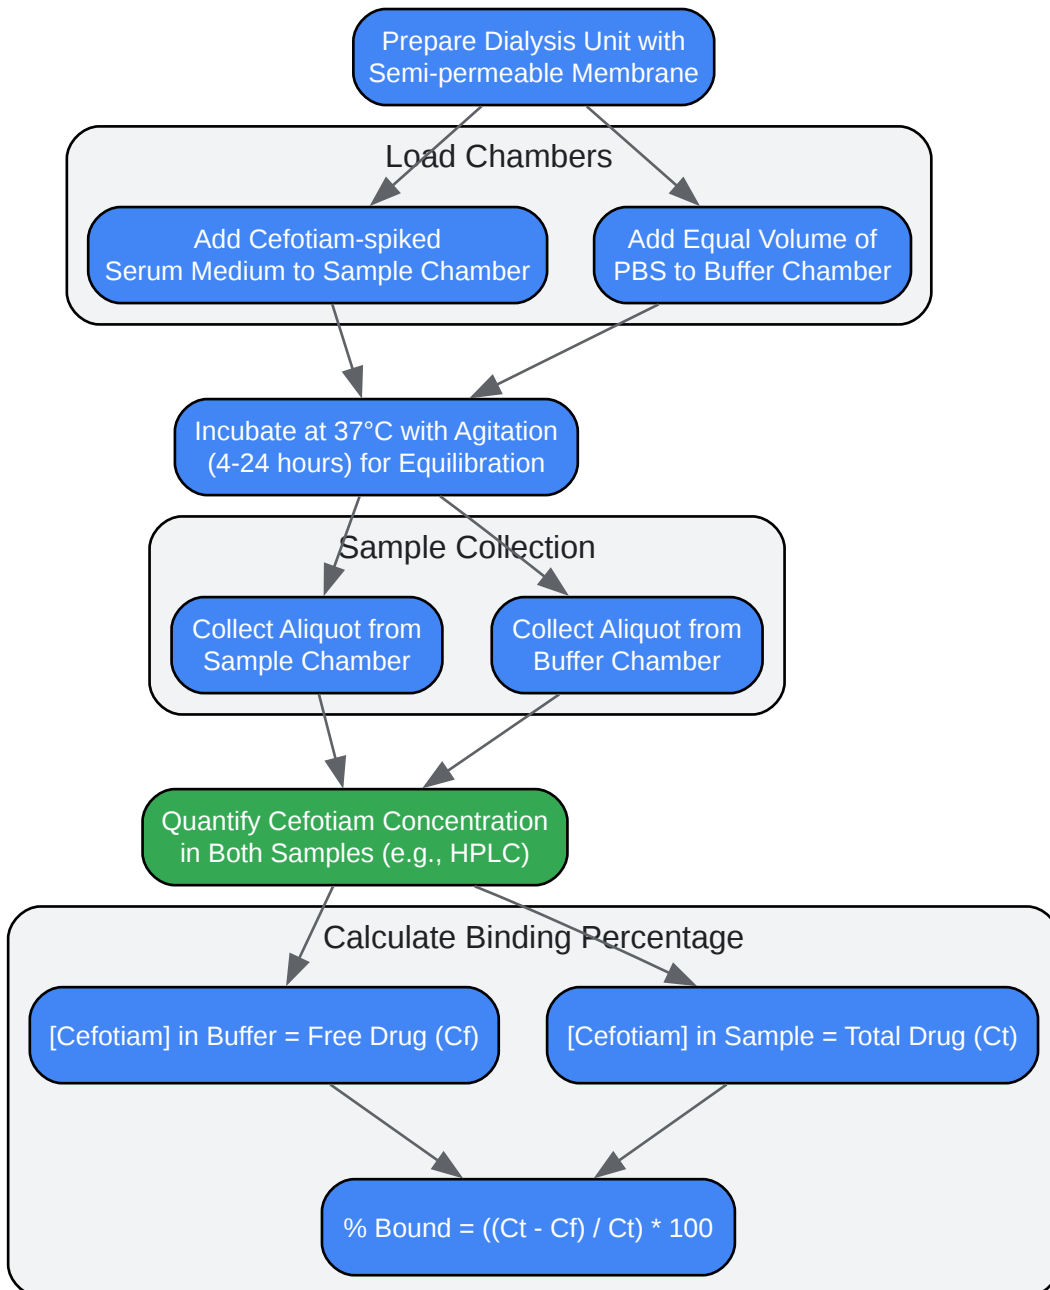 Prepare Dialysis Unit with
Semi-permeable Membrane
Load Chambers
Add Cefotiam-spiked
Serum Medium to Sample Chamber
Add Equal Volume of
PBS to Buffer Chamber
Incubate at 37°C with Agitation
(4-24 hours) for Equilibration
Sample Collection
Collect Aliquot from
Sample Chamber
Collect Aliquot from
Buffer Chamber
Quantify Cefotiam Concentration
in Both Samples (e.g., HPLC)
Calculate Binding Percentage
[Cefotiam] in Buffer = Free Drug (Cf)
[Cefotiam] in Sample = Total Drug (Ct)
% Bound = ((Ct - Cf) / Ct) * 100